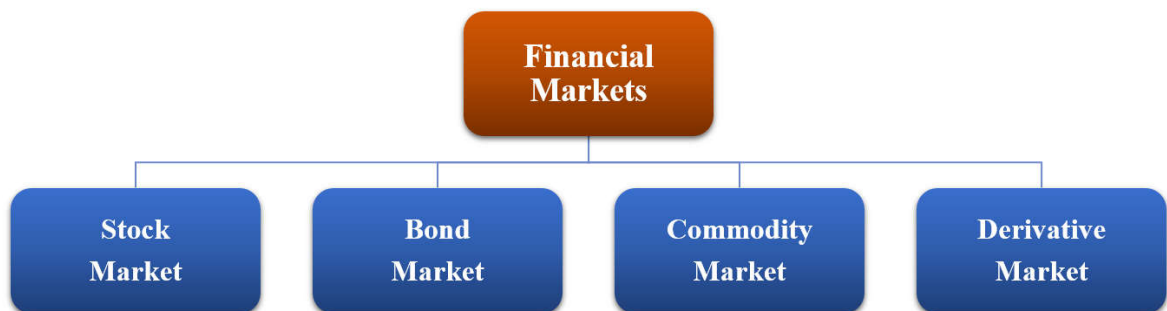 Financial
Markets
Stock
Market
Bond
Market
Commodity
Market
Derivative
Market